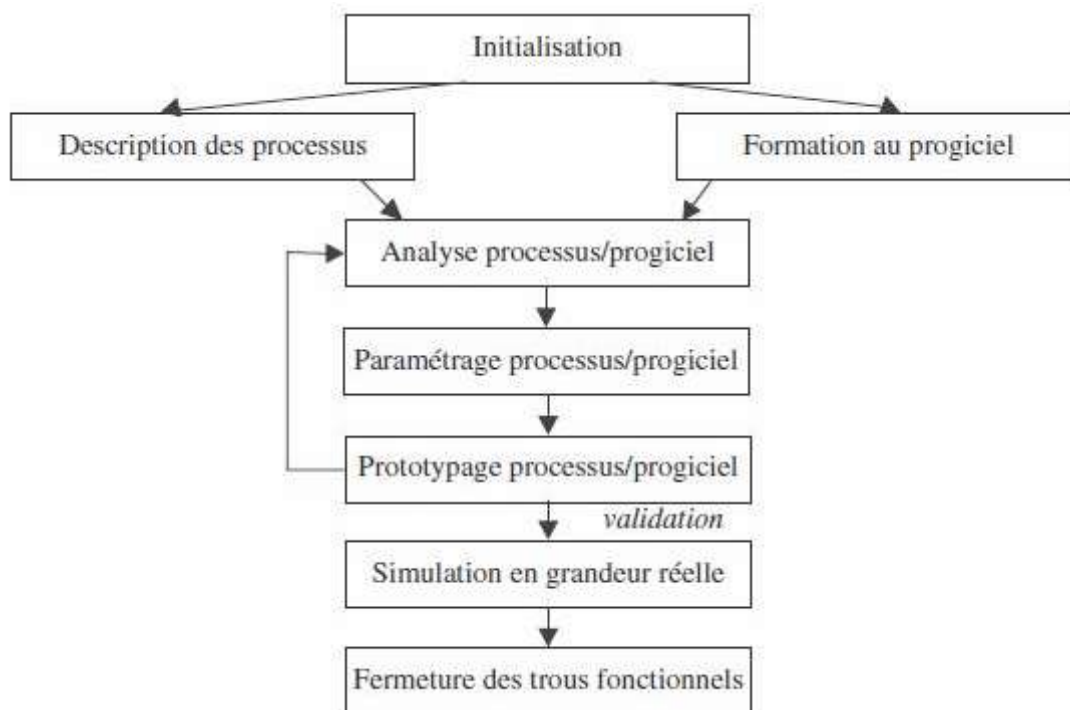 Initialisation
Description des processus
Formation au progiciel
Analyse processus/progiciel
Paramétrage processus/progiciel
Prototypage processus/progiciel
validation
Simulation en grandeur réelle
Fermeture des trous fonctionnels